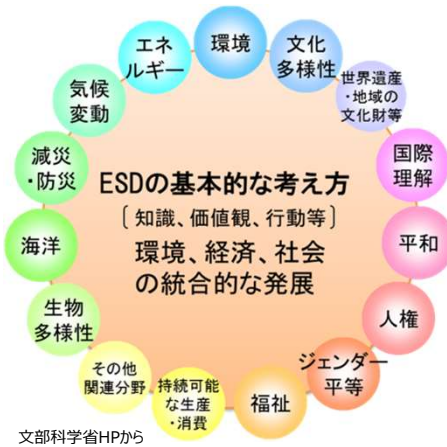 環境
文化
多様性
世界遺産
・地域の
文化財等
国際
理解
平和
人権
ジェンダー
平等
福祉
持続可能
な生産
・消費
その他
関連分野
生物
多様性
海洋
減災
・防災
気候
変動
エネ
ルギー
ESDの基本的な考え方
[ 知識、価値観、行動等 ]
環境、経済、社会
の統合的な発展
文部科学省HPから